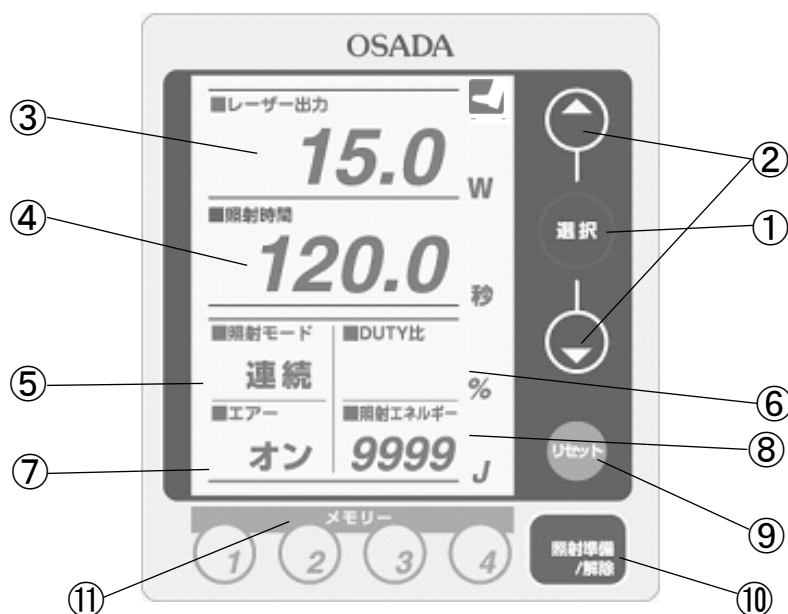 OSADA
■レーザー出力
15.0
W
■照射時間
120.0
秒
■照射モード
連続
■DUTY比
%
■エアー
オン
■照射エネルギー
9999
J
選択
リセット
メモリー
1 2 3 4
照射準備
/解除
③
④
⑤
⑦
⑪
②
①
⑥
⑧
⑨
⑩